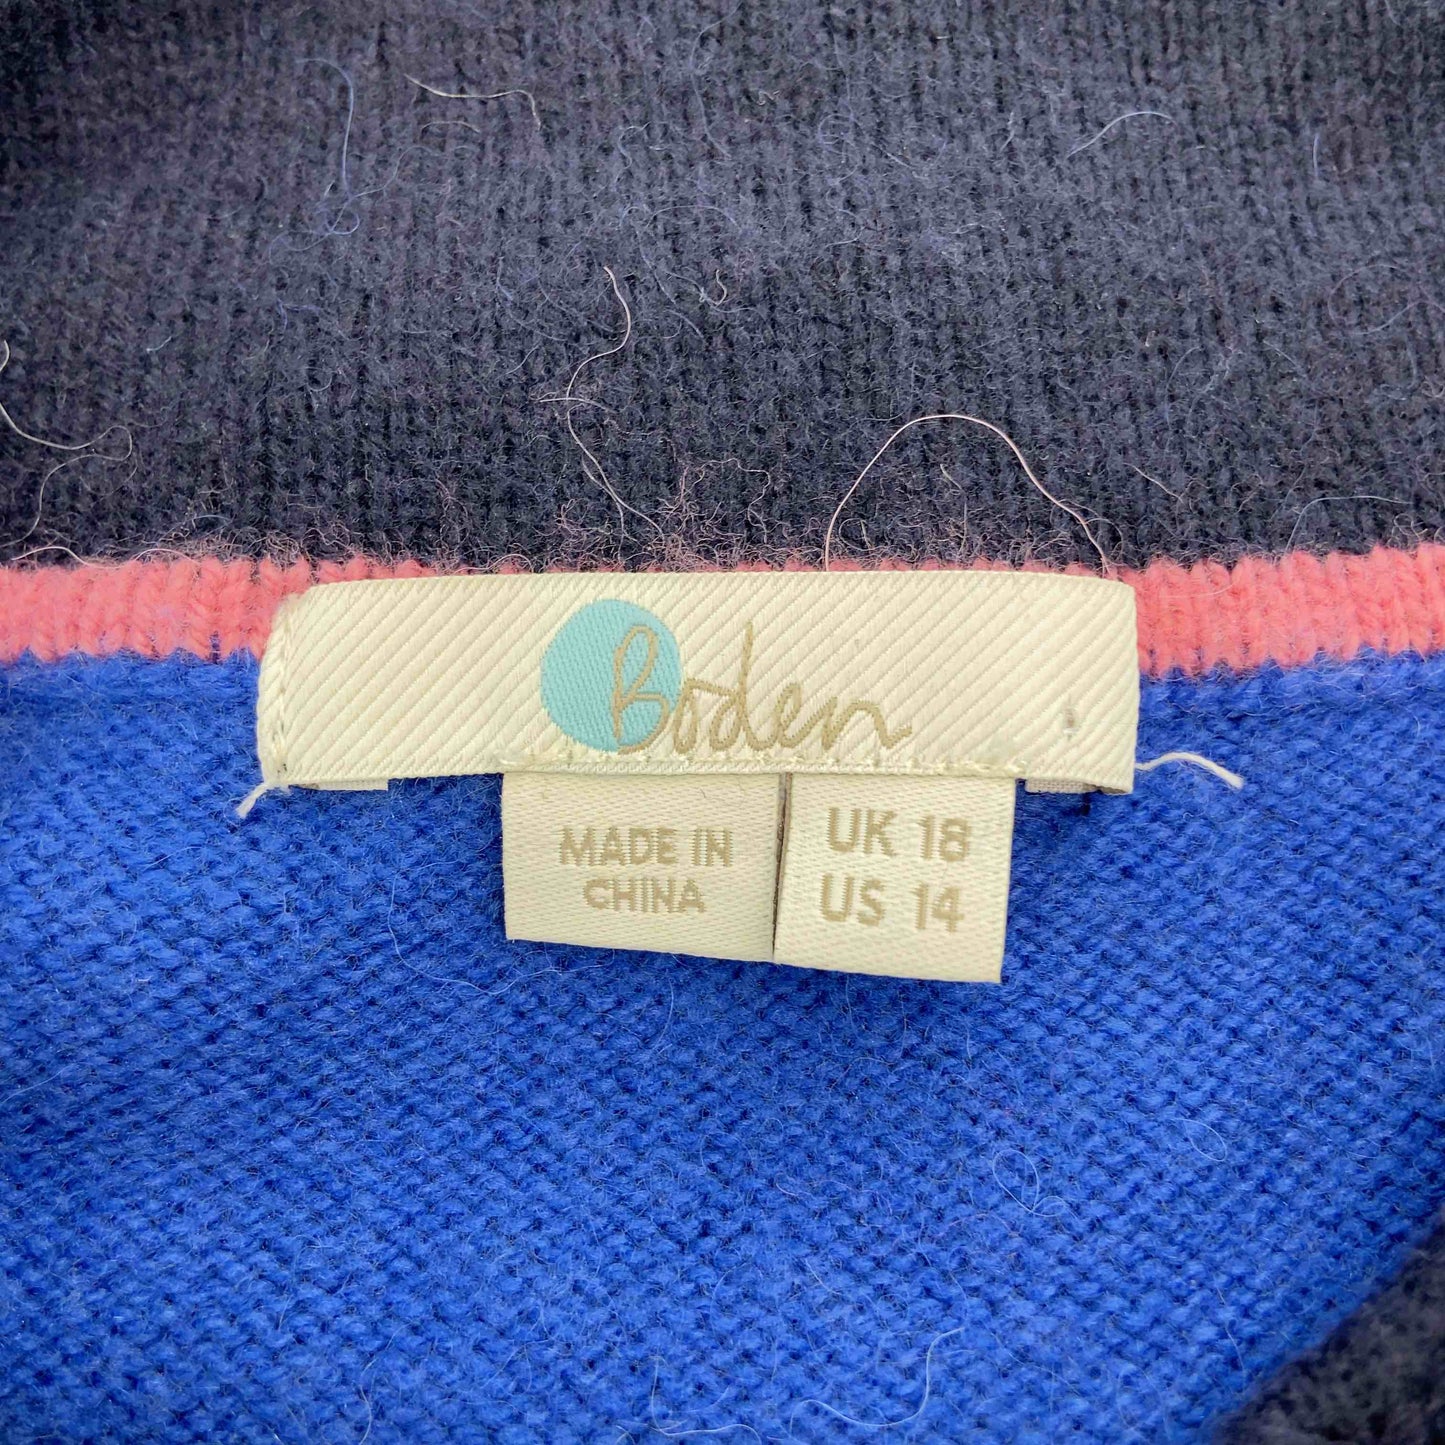 Boden
MADE IN
CHINA
UK 18
US 14